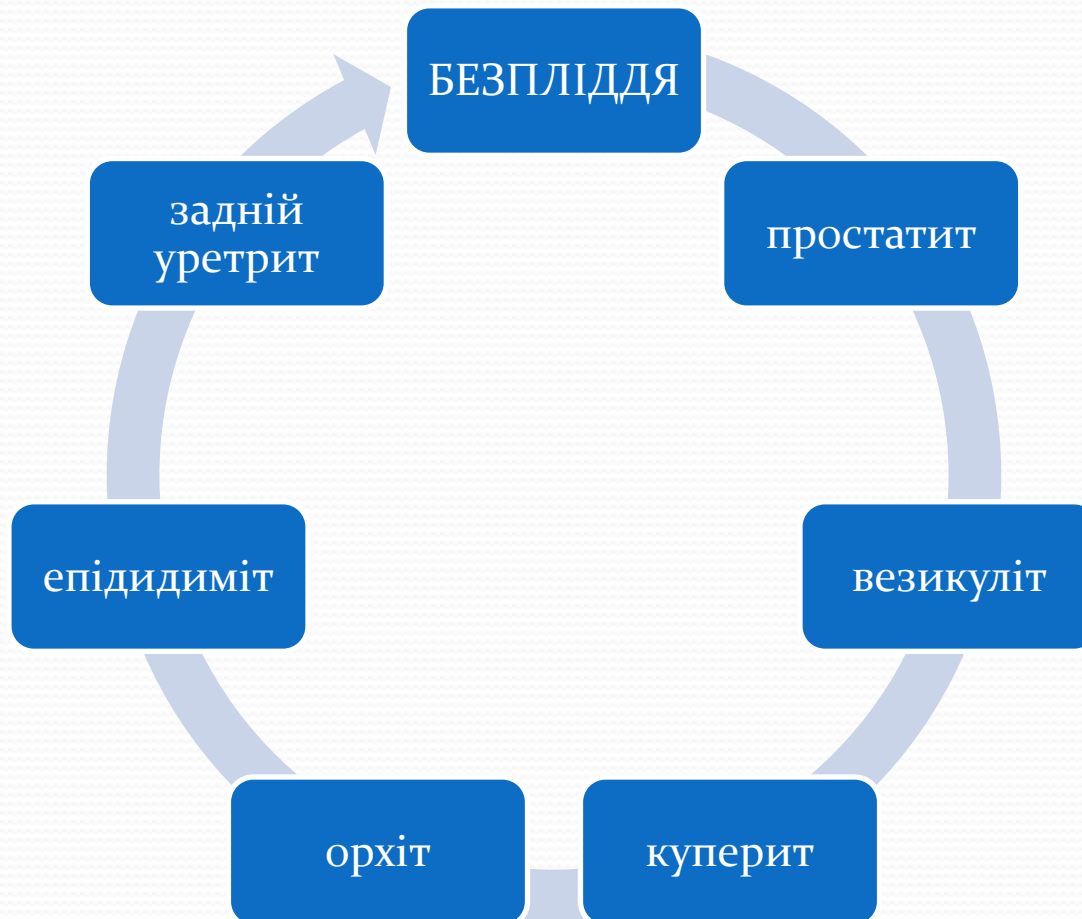 БЕЗПЛІДДЯ
простатит
везикуліт
куперит
орхіт
епідидиміт
задній
уретрит